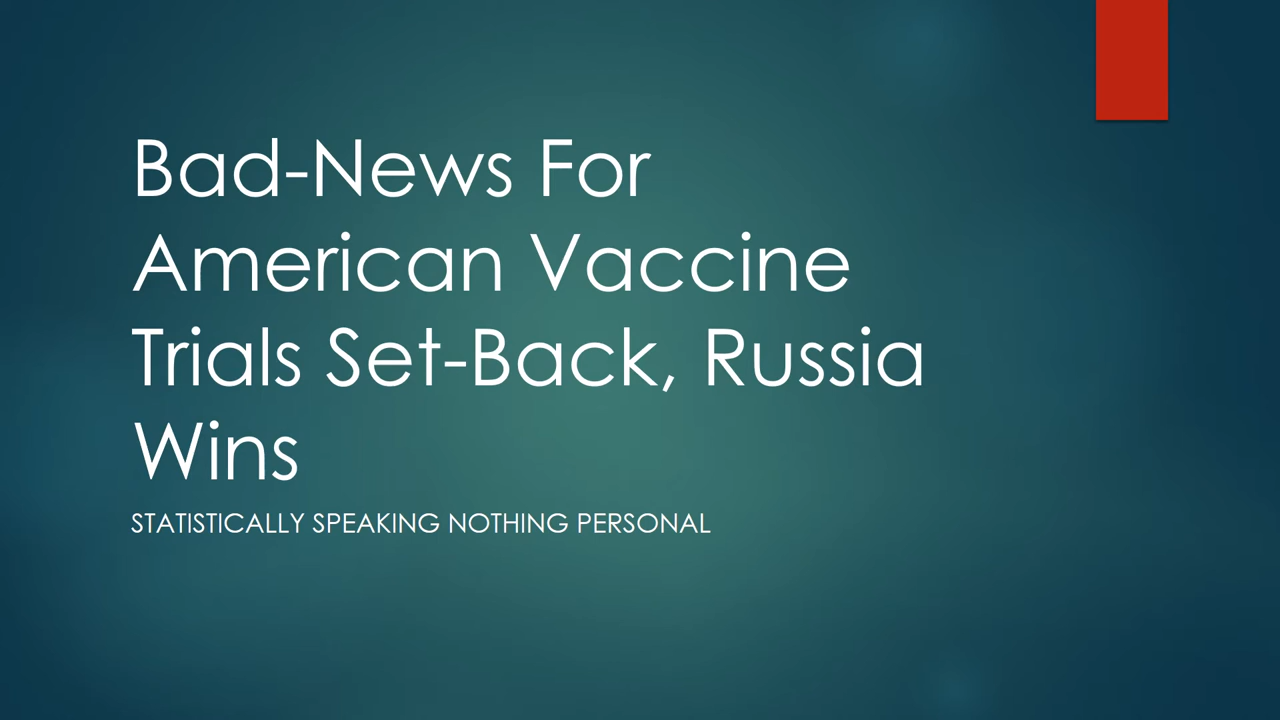 Bad-News For
American Vaccine
Trials Set-Back, Russia
Wins
STATISTICALLY SPEAKING NOTHING PERSONAL